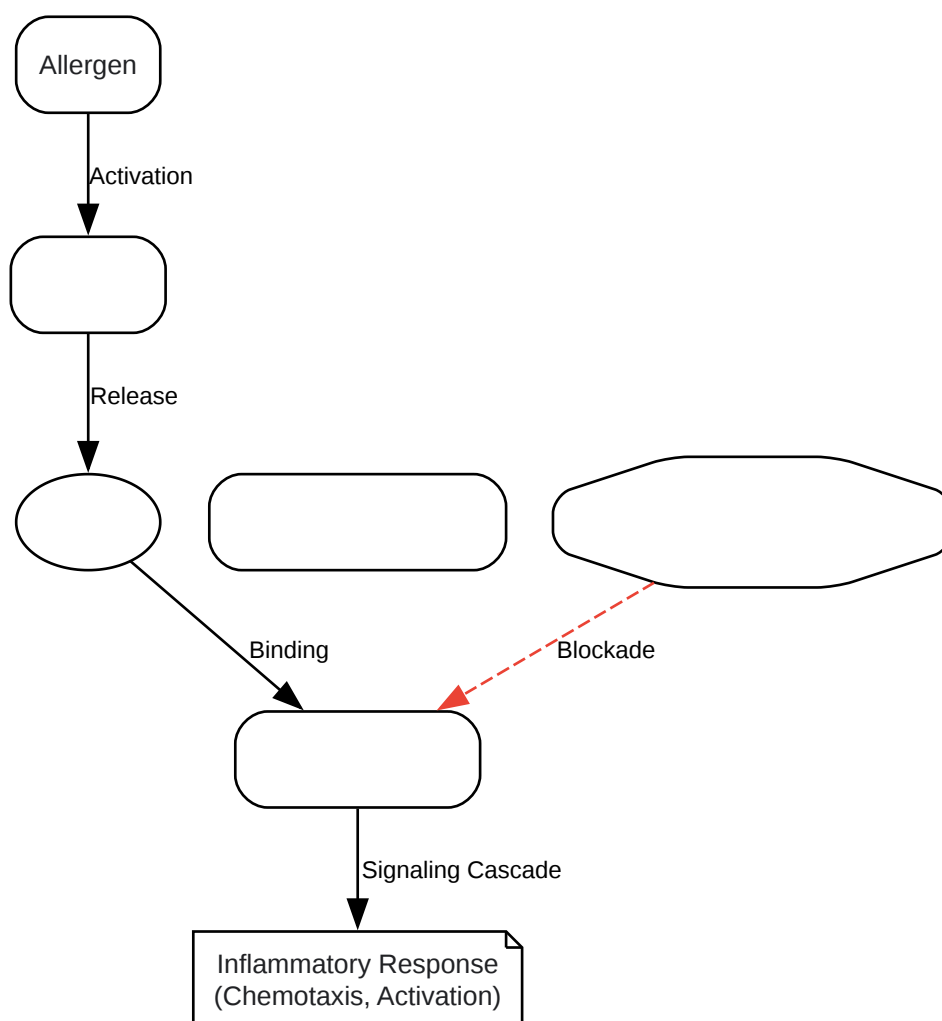 Allergen
Activation
Release
Binding
Blockade
Signaling Cascade
Inflammatory Response
(Chemotaxis, Activation)